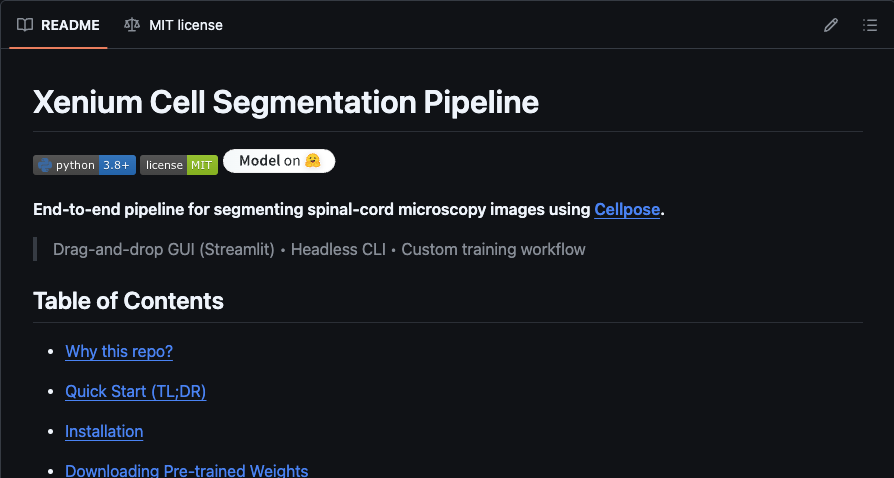 README MIT license
Xenium Cell Segmentation Pipeline
python 3.8+ license MIT Model on 🤗
End-to-end pipeline for segmenting spinal-cord microscopy images using Cellpose.
Drag-and-drop GUI (Streamlit) • Headless CLI • Custom training workflow
Table of Contents
• Why this repo?
• Quick Start (TL;DR)
• Installation
• Downloading Pre-trained Weights